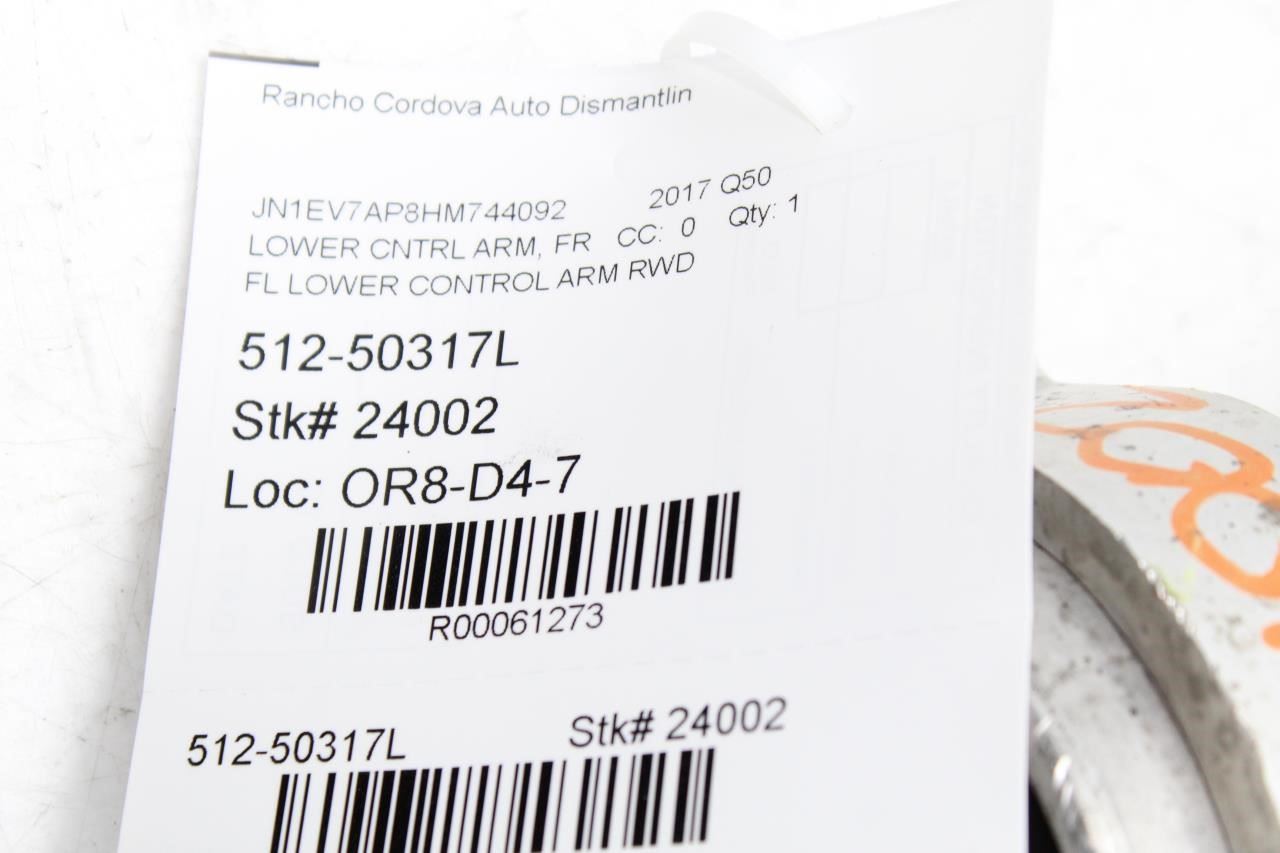 Rancho Cordova Auto Dismantlin
JN1EV7AP8HM744092 2017 Q50
LOWER CNTRL ARM, FR CC: 0 Qty: 1
FL LOWER CONTROL ARM RWD
512-50317L
Stk# 24002
Loc: OR8-D4-7
R00061273
512-50317L Stk# 24002